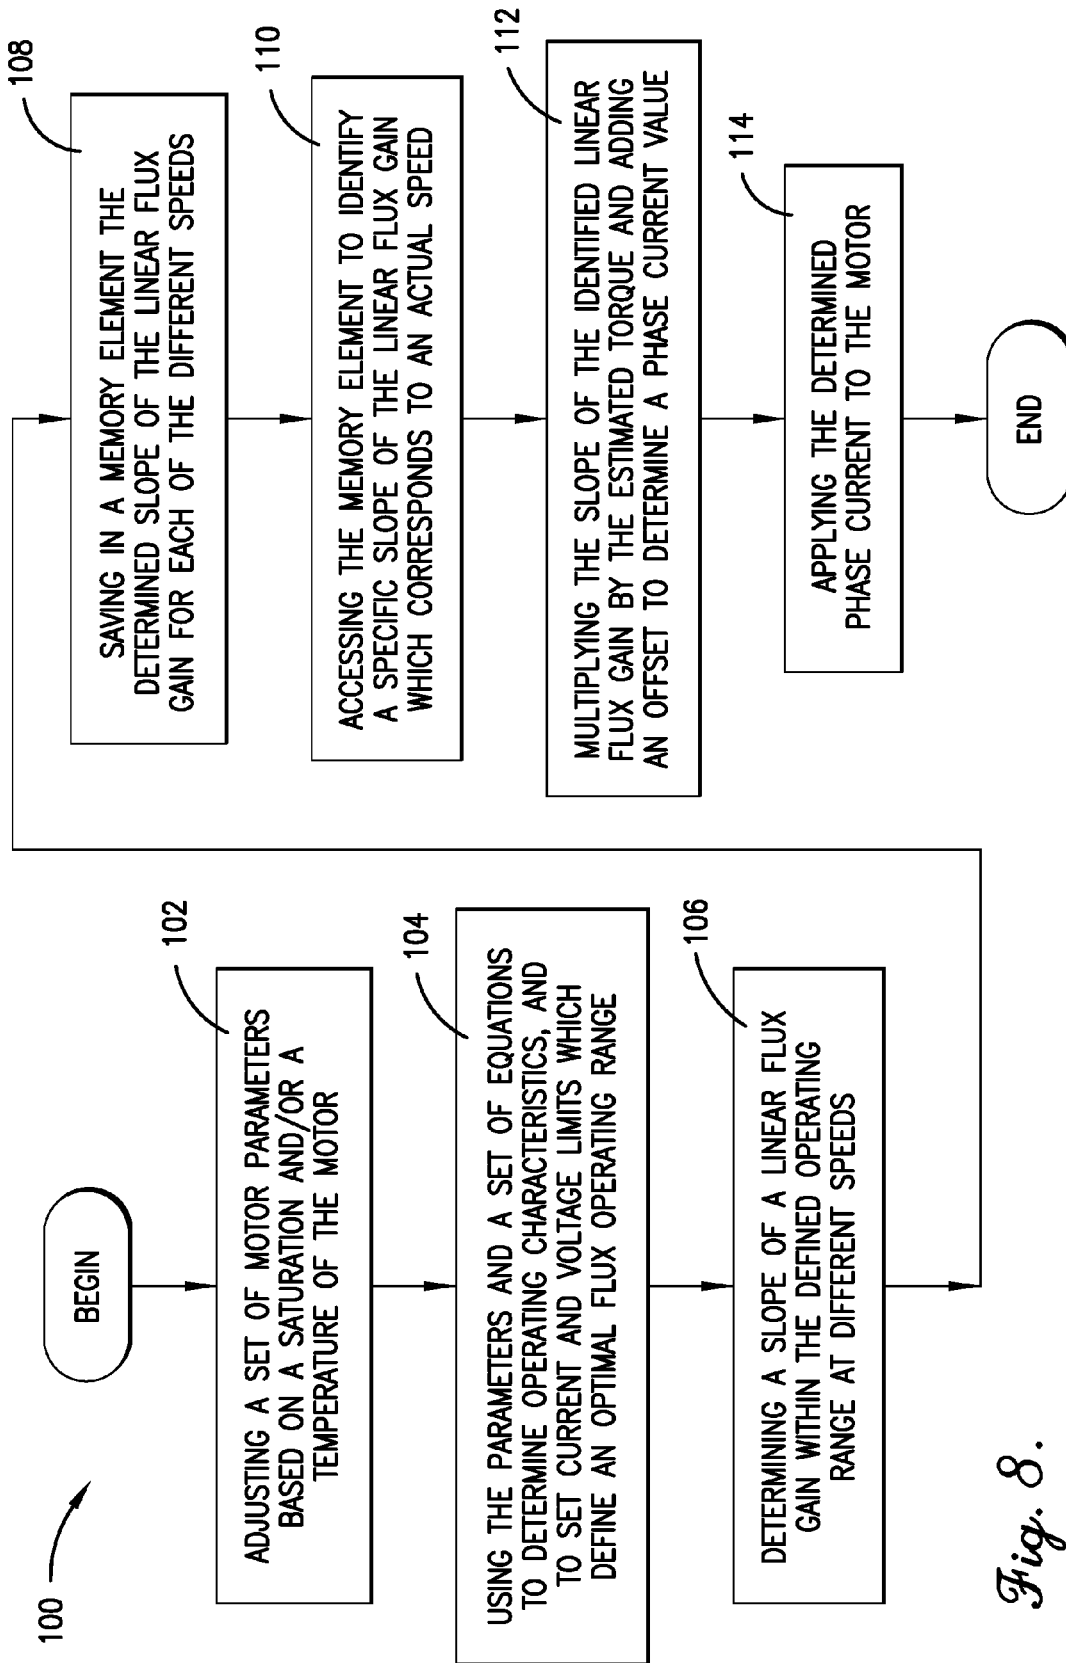 100
BEGIN
102
ADJUSTING A SET OF MOTOR PARAMETERS
BASED ON A SATURATION AND/OR A
TEMPERATURE OF THE MOTOR
104
USING THE PARAMETERS AND A SET OF EQUATIONS
TO DETERMINE OPERATING CHARACTERISTICS, AND
TO SET CURRENT AND VOLTAGE LIMITS WHICH
DEFINE AN OPTIMAL FLUX OPERATING RANGE
106
DETERMINING A SLOPE OF A LINEAR FLUX
GAIN WITHIN THE DEFINED OPERATING
RANGE AT DIFFERENT SPEEDS
108
SAVING IN A MEMORY ELEMENT THE
DETERMINED SLOPE OF THE LINEAR FLUX
GAIN FOR EACH OF THE DIFFERENT SPEEDS
110
ACCESSING THE MEMORY ELEMENT TO IDENTIFY
A SPECIFIC SLOPE OF THE LINEAR FLUX GAIN
WHICH CORRESPONDS TO AN ACTUAL SPEED
112
MULTIPLYING THE SLOPE OF THE IDENTIFIED LINEAR
FLUX GAIN BY THE ESTIMATED TORQUE AND ADDING
AN OFFSET TO DETERMINE A PHASE CURRENT VALUE
114
APPLYING THE DETERMINED
PHASE CURRENT TO THE MOTOR
END
Fig. 8.